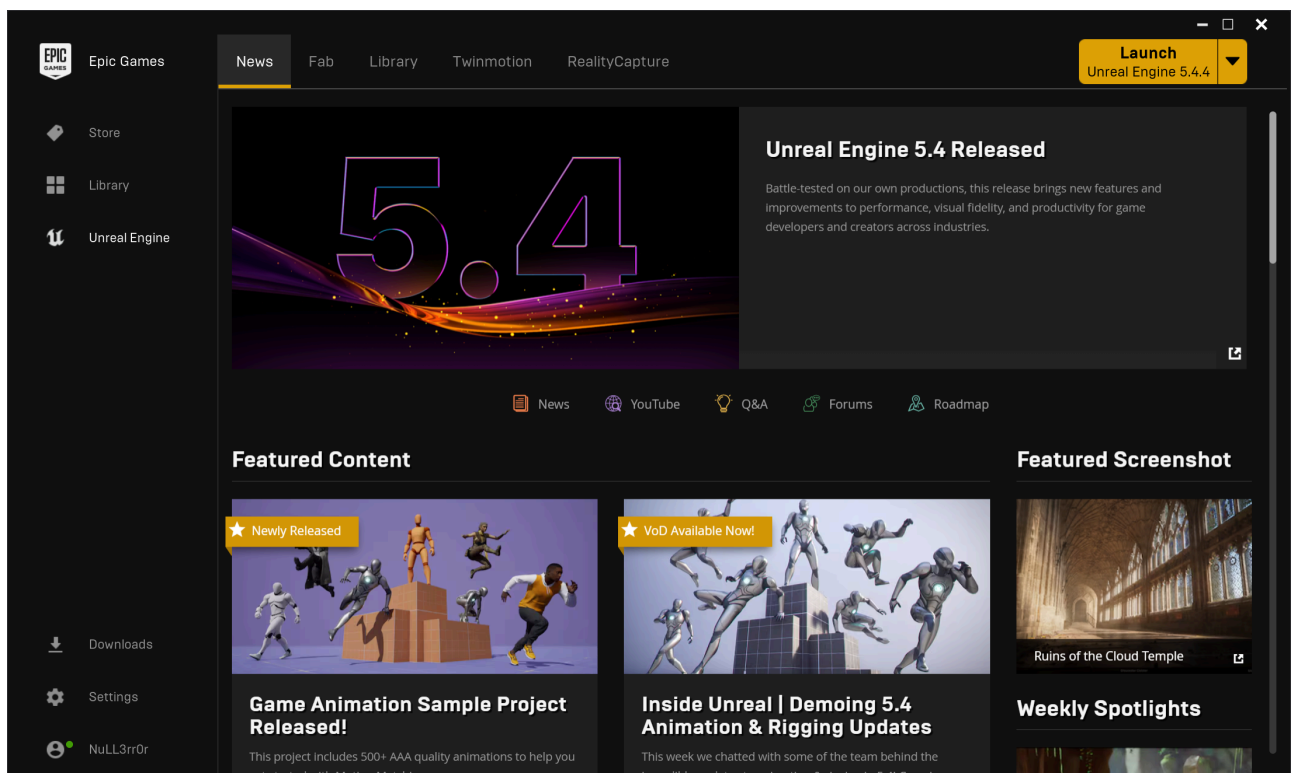 EPIC
GAMES
Epic Games
Store
Library
Unreal Engine
Downloads
Settings
NuLL3rr0r
News
Fab
Library
Twinmotion
RealityCapture
Launch
Unreal Engine 5.4.4
5.4
Unreal Engine 5.4 Released
Battle-tested on our own productions, this release brings new features and
improvements to performance, visual fidelity, and productivity for game
developers and creators across industries.
News
YouTube
Q&A
Forums
Roadmap
Featured Content
Newly Released
Game Animation Sample Project
Released!
This project includes 500+ AAA quality animations to help you
VoD Available Now!
Inside Unreal | Demoing 5.4
Animation & Rigging Updates
This week we chatted with some of the team behind the
Featured Screenshot
Ruins of the Cloud Temple
Weekly Spotlights